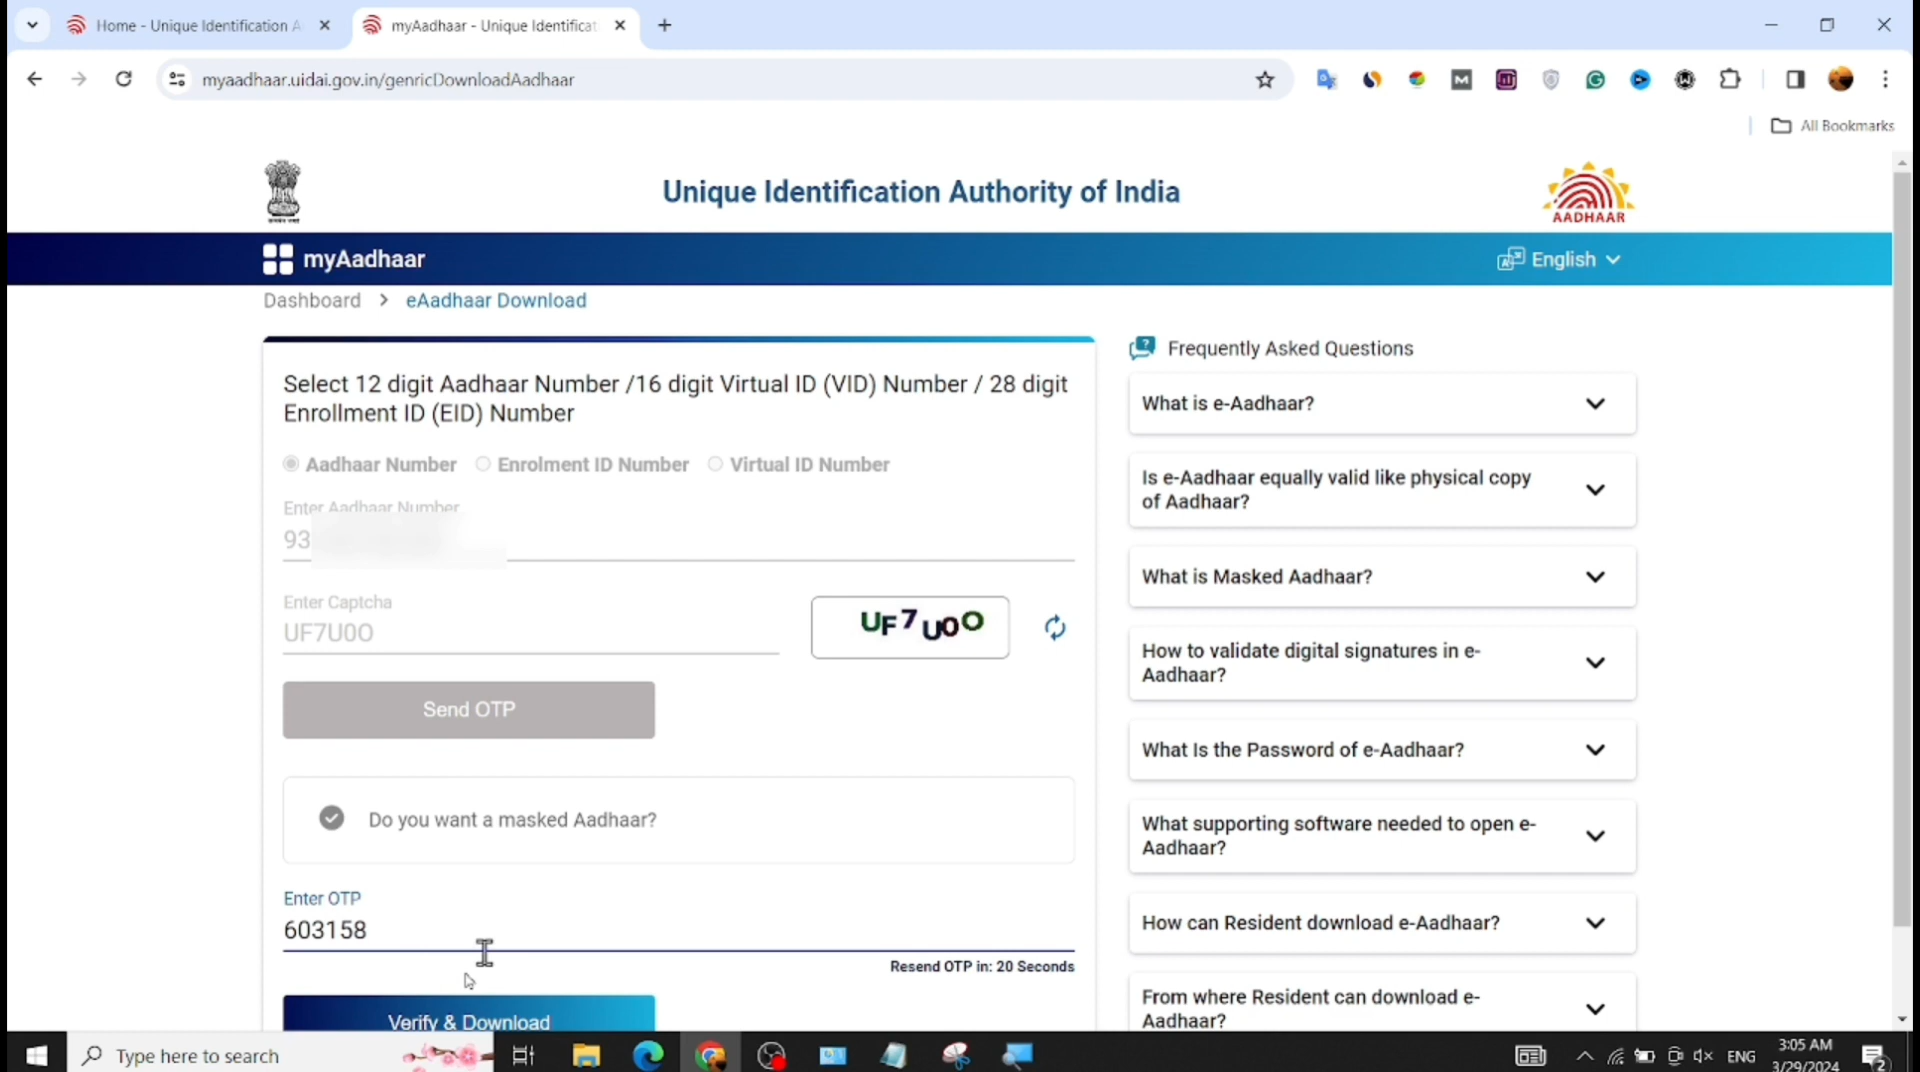 Home - Unique Identification A
myAadhaar - Unique Identificat
myaadhaar.uidai.gov.in/genricDownloadAadhaar
All Bookmarks
Unique Identification Authority of India
AADHAAR
myAadhaar
English
Dashboard > eAadhaar Download
Select 12 digit Aadhaar Number /16 digit Virtual ID (VID) Number / 28 digit
Enrollment ID (EID) Number
Aadhaar Number Enrolment ID Number Virtual ID Number
Enter Aadhaar Number
93
Enter Captcha
UF7U0O
UF7U0O
Send OTP
Do you want a masked Aadhaar?
Enter OTP
603158
Resend OTP in: 20 Seconds
Verify & Download
Frequently Asked Questions
What is e-Aadhaar?
Is e-Aadhaar equally valid like physical copy
of Aadhaar?
What is Masked Aadhaar?
How to validate digital signatures in e-
Aadhaar?
What Is the Password of e-Aadhaar?
What supporting software needed to open e-
Aadhaar?
How can Resident download e-Aadhaar?
From where Resident can download e-
Aadhaar?
Type here to search
ENG
3:05 AM
3/29/2024
2